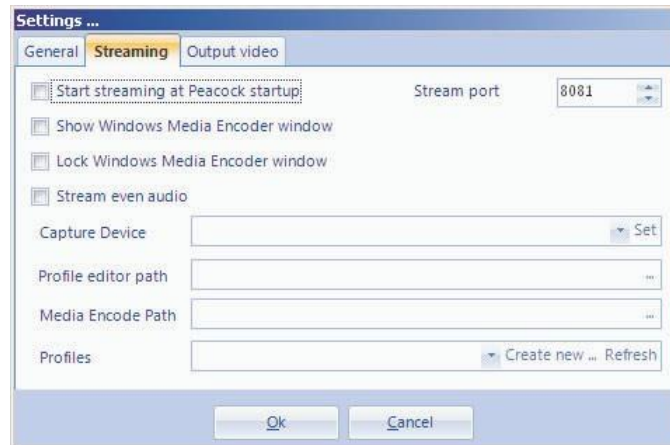 Settings ...
General Streaming Output video
Start streaming at Peacock startup Stream port 8081
Show Windows Media Encoder window
Lock Windows Media Encoder window
Stream even audio
Capture Device Set
Profile editor path ...
Media Encode Path ...
Profiles Create new ... Refresh
Ok Cancel